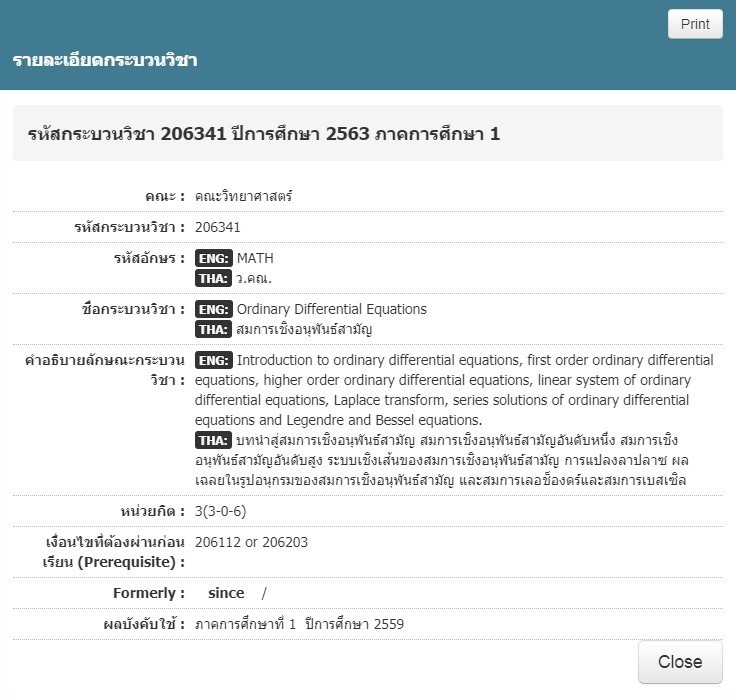 Print
รายละเอียดกระบวนวิชา
รหัสกระบวนวิชา 206341 ปีการศึกษา 2563 ภาคการศึกษา 1
คณะ : คณะวิทยาศาสตร์
รหัสกระบวนวิชา : 206341
รหัสอักษร : ENG: MATH
THA: ว.คณ.
ชื่อกระบวนวิชา : ENG: Ordinary Differential Equations
THA: สมการเชิงอนุพันธ์สามัญ
คำอธิบายลักษณะกระบวน ENG: Introduction to ordinary differential equations, first order ordinary differential
วิชา : equations, higher order ordinary differential equations, linear system of ordinary
differential equations, Laplace transform, series solutions of ordinary differential
equations and Legendre and Bessel equations.
THA: บทนำสู่สมการเชิงอนุพันธ์สามัญ สมการเชิงอนุพันธ์สามัญอันดับหนึ่ง สมการเชิง
อนุพันธ์สามัญอันดับสูง ระบบเชิงเส้นของสมการเชิงอนุพันธ์สามัญ การแปลงลาปลาซ ผล
เฉลยในรูปอนุกรมของสมการเชิงอนุพันธ์สามัญ และสมการเลอช็องดร์และสมการเบสเซิล
หน่วยกิต : 3(3-0-6)
เงื่อนไขที่ต้องผ่านก่อน 206112 or 206203
เรียน (Prerequisite) :
Formerly : since /
ผลบังคับใช้ : ภาคการศึกษาที่ 1 ปีการศึกษา 2559
Close